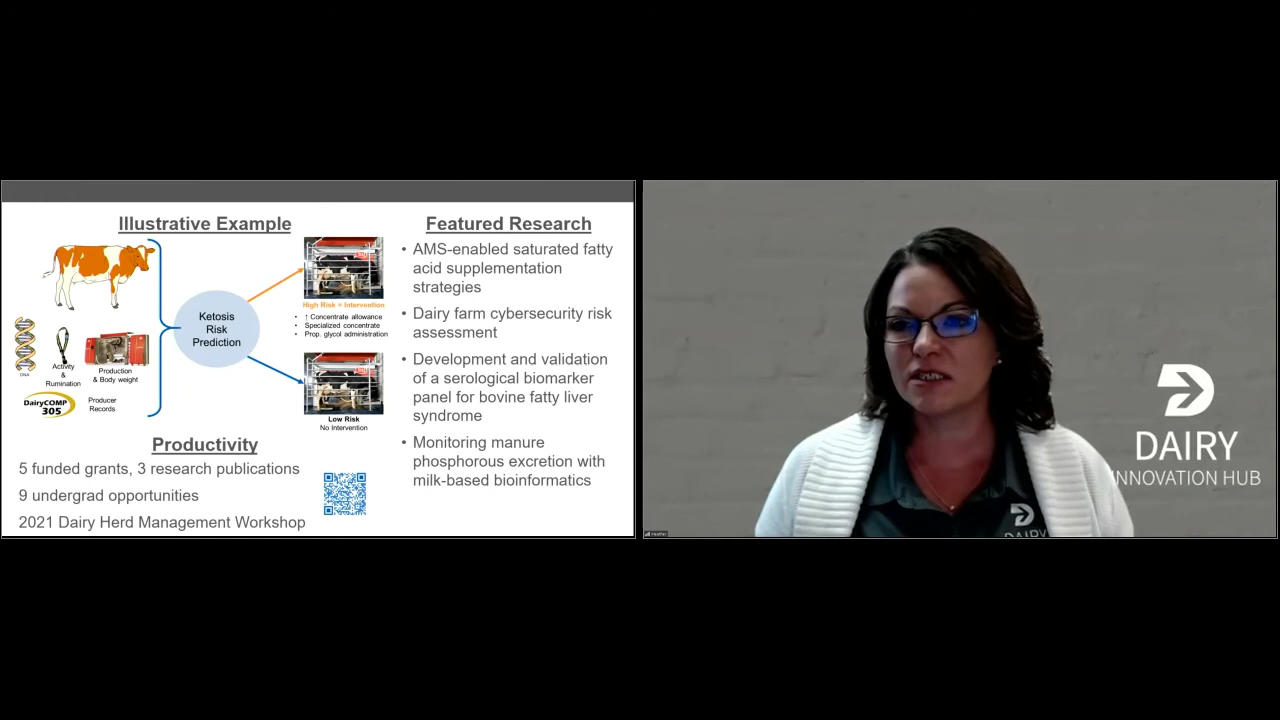 Illustrative Example
DNA
Activity
&
Rumination
Production
& Body weight
DairyCOMP
305
Producer
Records
Ketosis
Risk
Prediction
High Risk = Intervention
• ↑ Concentrate allowance
• Specialized concentrate
• Prop. glycol administration
Low Risk
No Intervention
Productivity
5 funded grants, 3 research publications
9 undergrad opportunities
2021 Dairy Herd Management Workshop
Featured Research
• AMS-enabled saturated fatty
acid supplementation
strategies
• Dairy farm cybersecurity risk
assessment
• Development and validation
of a serological biomarker
panel for bovine fatty liver
syndrome
• Monitoring manure
phosphorous excretion with
milk-based bioinformatics
DAIRY
INNOVATION HUB
DAIRY
Heather